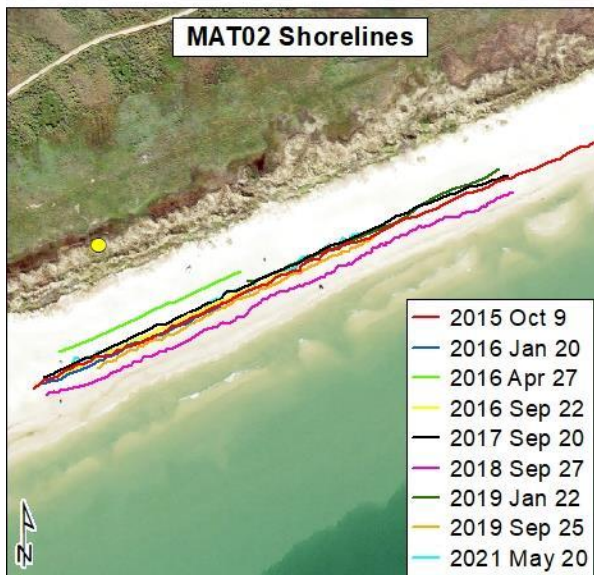 MAT02 Shorelines
2015 Oct 9
2016 Jan 20
2016 Apr 27
2016 Sep 22
2017 Sep 20
2018 Sep 27
2019 Jan 22
2019 Sep 25
2021 May 20
N